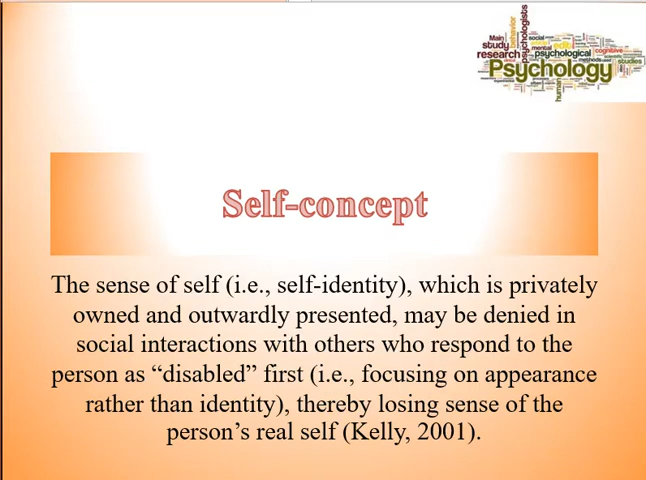 Main
study
research
behavior
psychologists
social
mental
psychological
cognitive
methods
studies
Psychology
human
Self-concept
The sense of self (i.e., self-identity), which is privately
owned and outwardly presented, may be denied in
social interactions with others who respond to the
person as “disabled” first (i.e., focusing on appearance
rather than identity), thereby losing sense of the
person’s real self (Kelly, 2001).